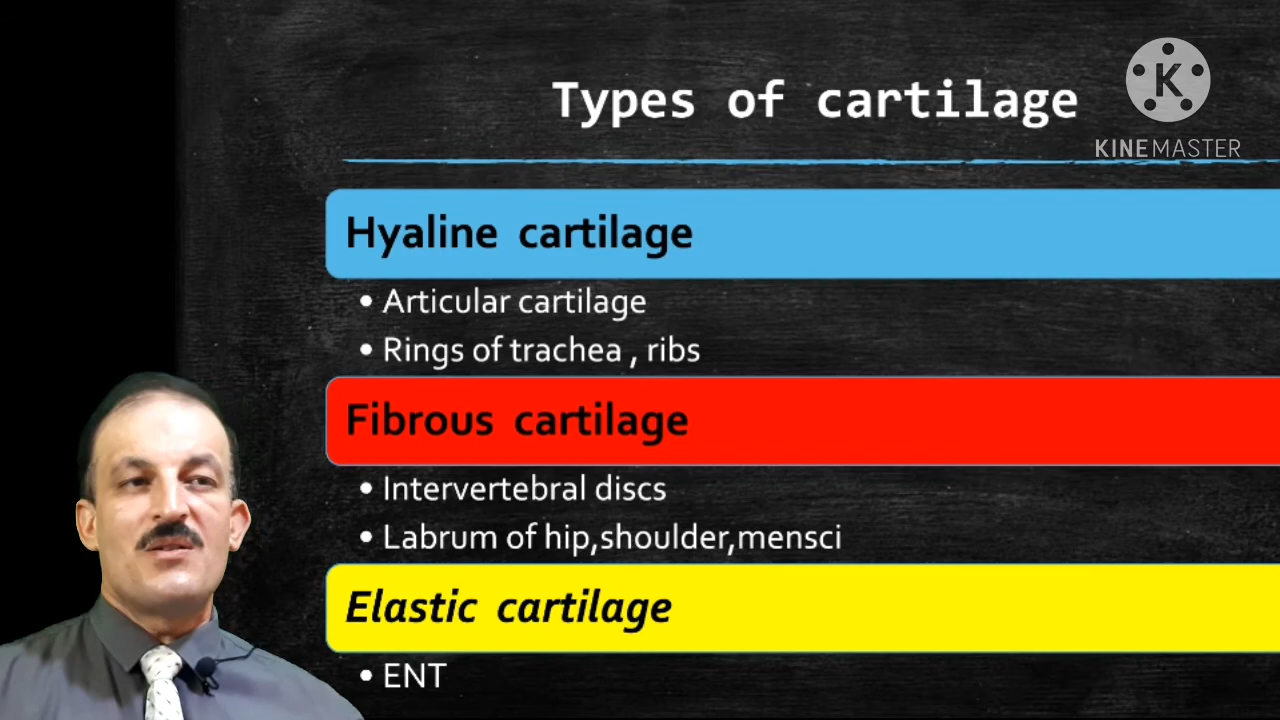 Types of cartilage
K
KINEMASTER
Hyaline cartilage
• Articular cartilage
• Rings of trachea , ribs
Fibrous cartilage
• Intervertebral discs
• Labrum of hip,shoulder,mensci
Elastic cartilage
• ENT